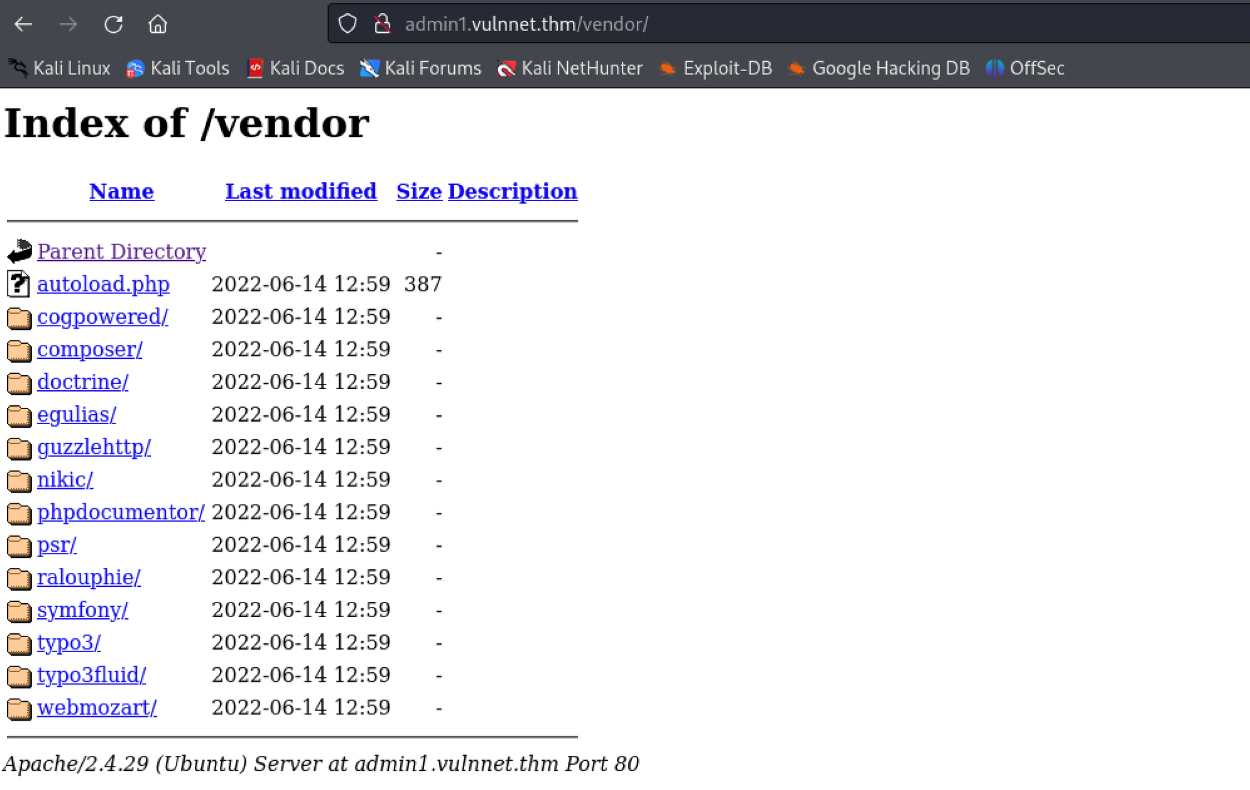 admin1.vulnnet.thm/vendor/
Kali Linux Kali Tools Kali Docs Kali Forums Kali NetHunter Exploit-DB Google Hacking DB OffSec
Index of /vendor
Name Last modified Size Description
Parent Directory -
autoload.php 2022-06-14 12:59 387
cogpowered/ 2022-06-14 12:59 -
composer/ 2022-06-14 12:59 -
doctrine/ 2022-06-14 12:59 -
egulias/ 2022-06-14 12:59 -
guzzlehttp/ 2022-06-14 12:59 -
nikic/ 2022-06-14 12:59 -
phpdocumentor/ 2022-06-14 12:59 -
psr/ 2022-06-14 12:59 -
ralouphie/ 2022-06-14 12:59 -
symfony/ 2022-06-14 12:59 -
typo3/ 2022-06-14 12:59 -
typo3fluid/ 2022-06-14 12:59 -
webmozart/ 2022-06-14 12:59 -
Apache/2.4.29 (Ubuntu) Server at admin1.vulnnet.thm Port 80